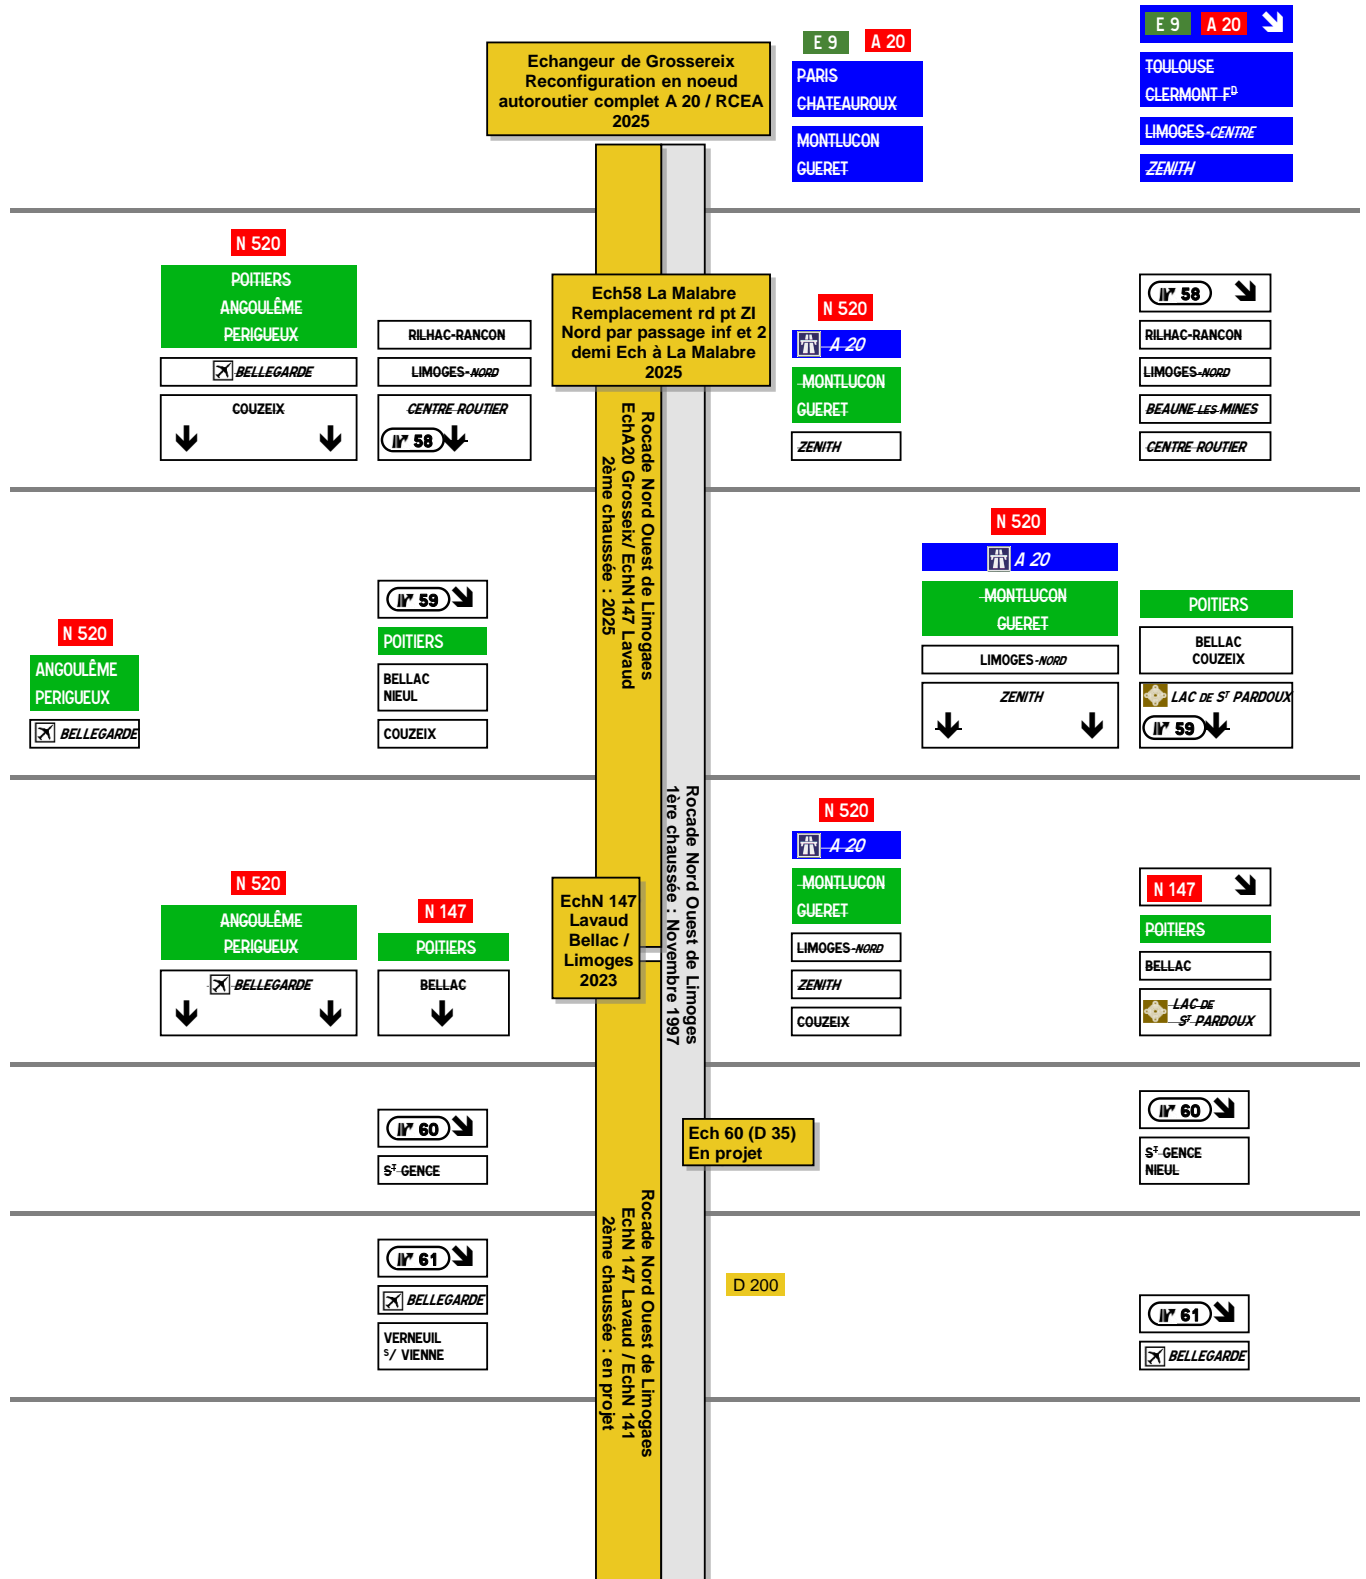 E 9 A 20
E 9 A 20
Echangeur de Grossereix
Reconfiguration en noeud
autoroutier complet A 20 / RCEA
2025
PARIS
CHATEAUROUX
MONTLUCON
GUERET
TOULOUSE
CLERMONT FD
LIMOGES-CENTRE
ZENITH
N 520
POITIERS
ANGOULÊME
PERIGUEUX
BELLEGARDE
COUZEIX
RILHAC-RANCON
LIMOGES-NORD
CENTRE ROUTIER
58
Ech58 La Malabre
Remplacement rd pt ZI
Nord par passage inf et 2
demi Ech à La Malabre
2025
N 520
A 20
MONTLUCON
GUERET
ZENITH
58
RILHAC-RANCON
LIMOGES-NORD
BEAUNE LES MINES
CENTRE ROUTIER
Rocade Nord Ouest de Limogaes
EchA20 Grosseix/ EchN147 Lavaud
2ème chaussée : 2025
N 520
ANGOULÊME
PERIGUEUX
BELLEGARDE
59
POITIERS
BELLAC
NIEUL
COUZEIX
N 520
A 20
MONTLUCON
GUERET
LIMOGES-NORD
ZENITH
POITIERS
BELLAC
COUZEIX
LAC DE ST PARDOUX
59
Rocade Nord Ouest de Limoges
1ère chaussée : Novembre 1997
N 520
ANGOULÊME
PERIGUEUX
BELLEGARDE
N 147
POITIERS
BELLAC
EchN 147
Lavaud
Bellac /
Limoges
2023
N 520
A 20
MONTLUCON
GUERET
LIMOGES-NORD
ZENITH
COUZEIX
N 147
POITIERS
BELLAC
LAC DE
ST PARDOUX
60
ST GENCE
Ech 60 (D 35)
En projet
60
ST GENCE
NIEUL
Rocade Nord Ouest de Limogaes
EchN 147 Lavaud / EchN 141
2ème chaussée : en projet
61
BELLEGARDE
VERNEUIL
S/ VIENNE
D 200
61
BELLEGARDE